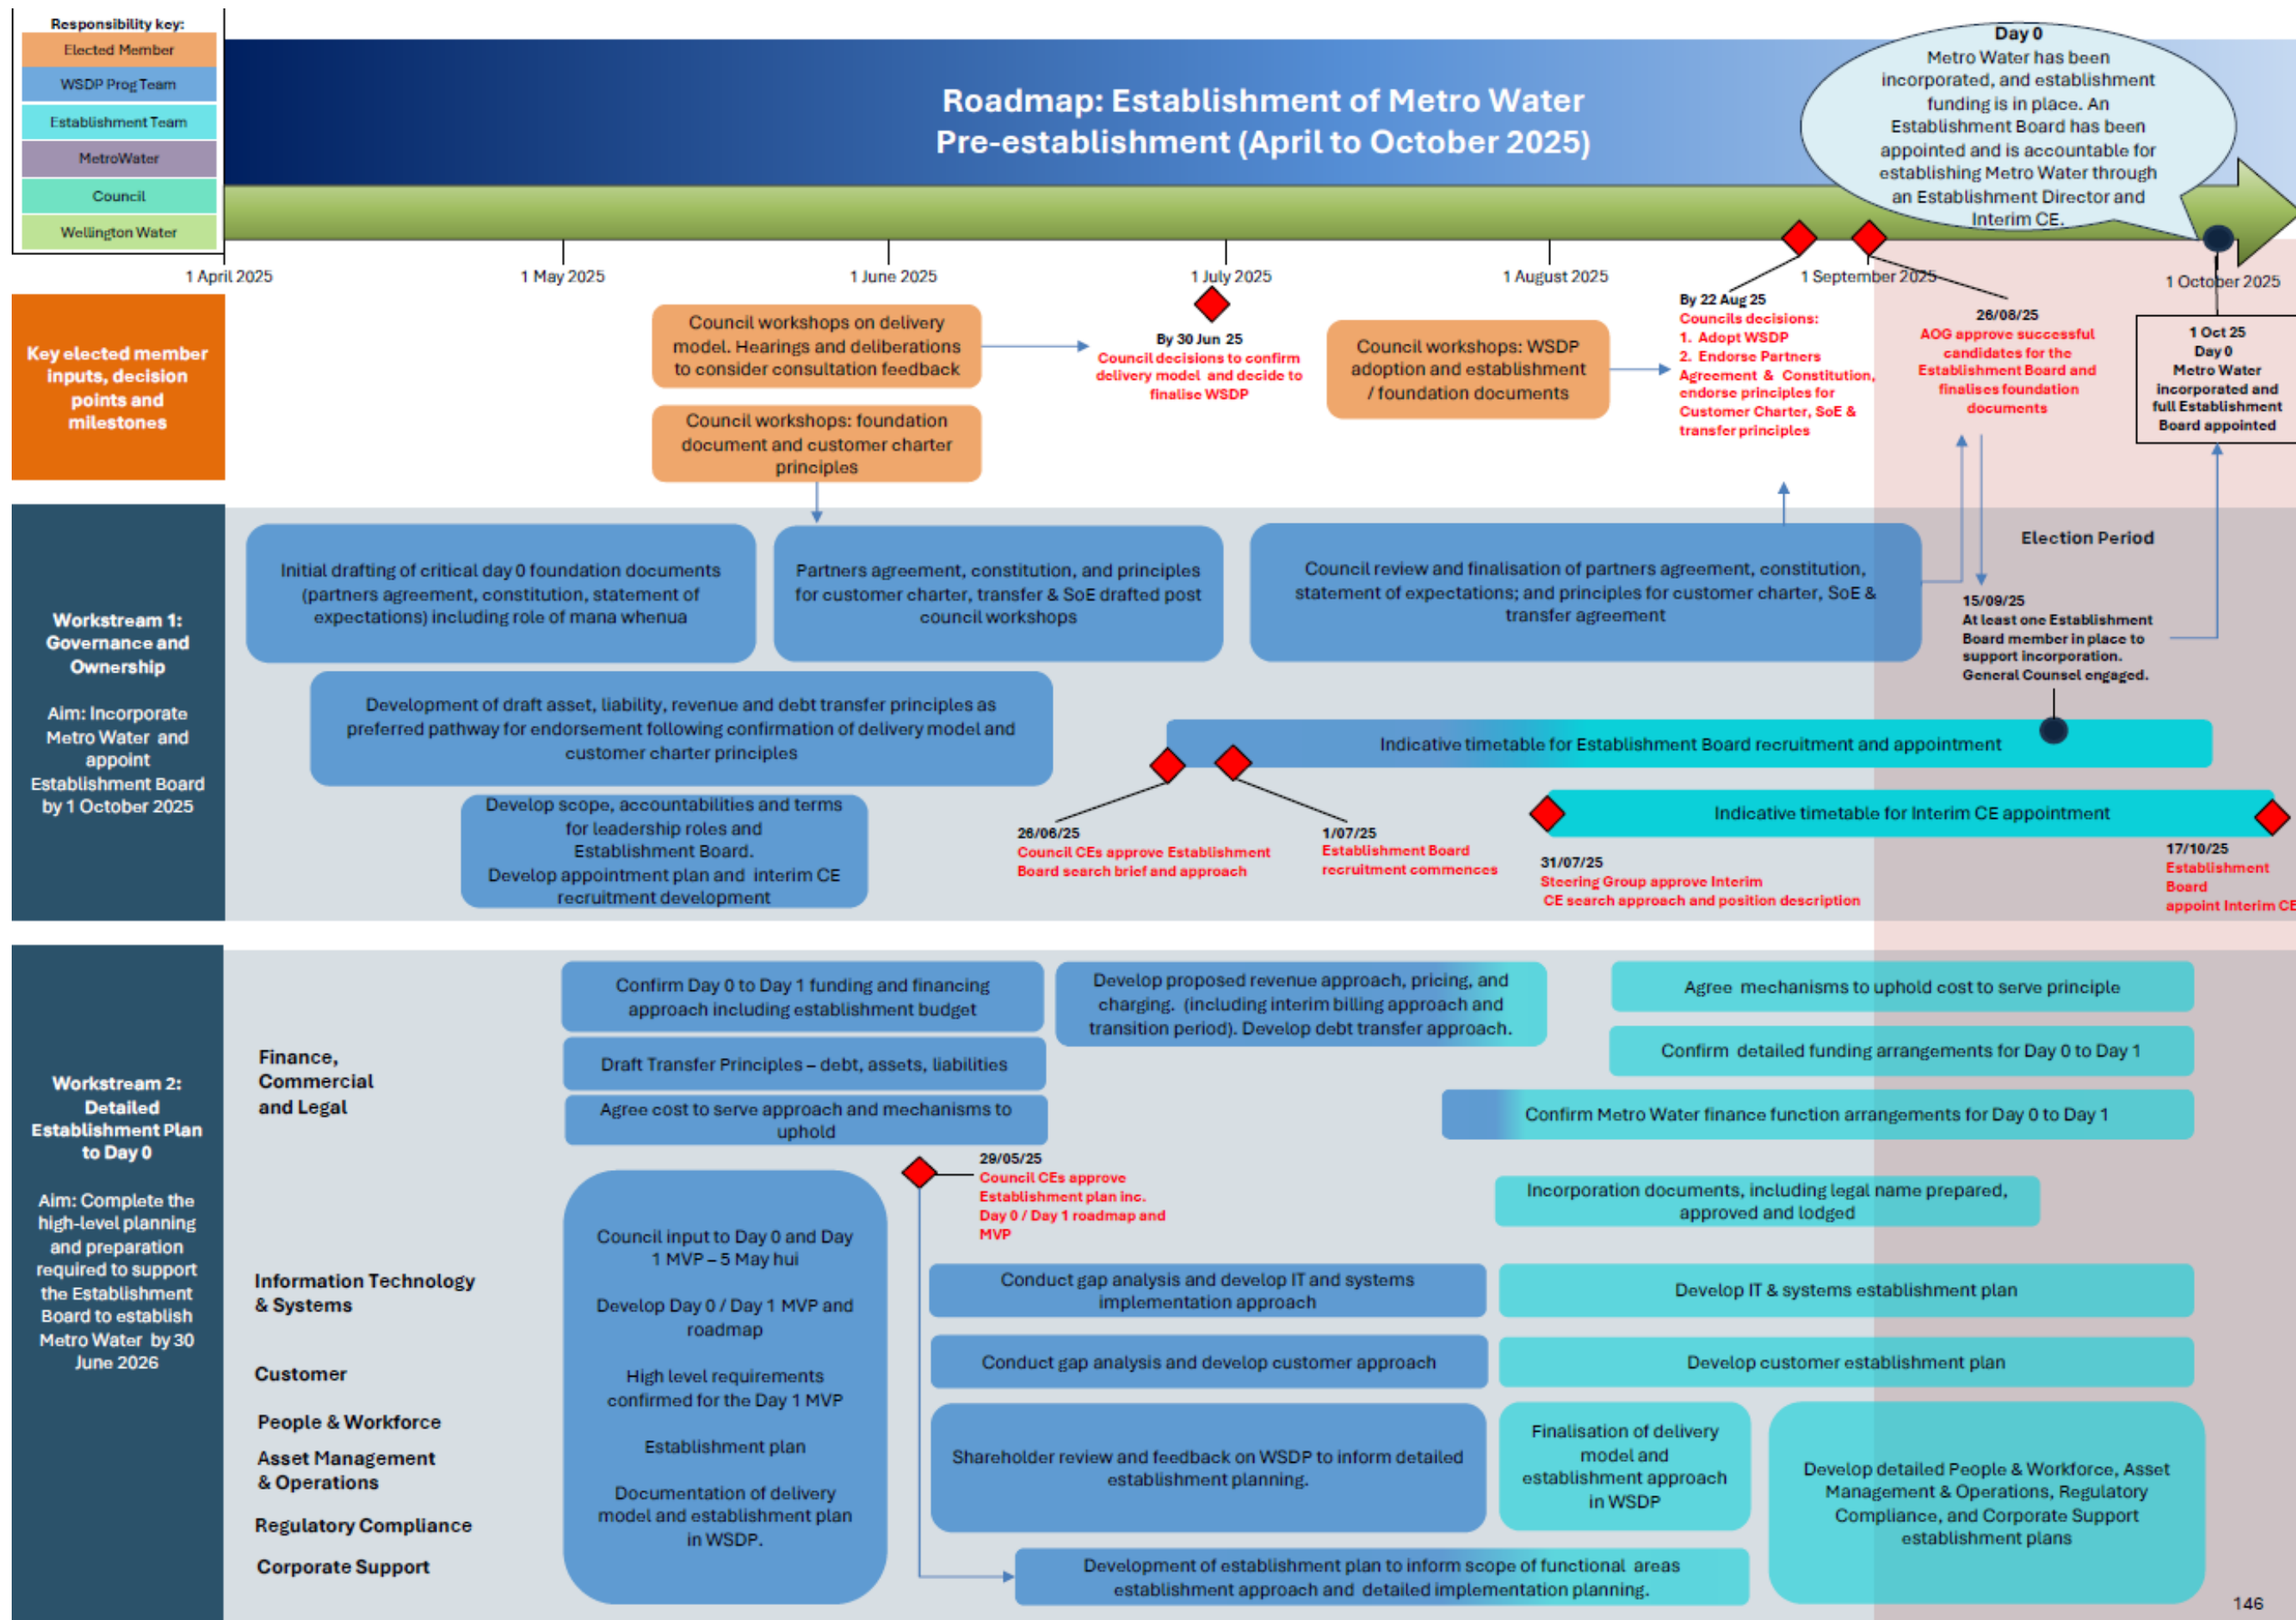 Responsibility key:
Elected Member
WSDP Prog Team
Establishment Team
MetroWater
Council
Wellington Water
Roadmap: Establishment of Metro Water
Pre-establishment (April to October 2025)
Day 0
Metro Water has been
incorporated, and establishment
funding is in place. An
Establishment Board has been
appointed and is accountable for
establishing Metro Water through
an Establishment Director and
Interim CE.
1 April 2025
1 May 2025
1 June 2025
1 July 2025
1 August 2025
1 September 2025
1 October 2025
Key elected member
inputs, decision
points and
milestones
Council workshops on delivery
model. Hearings and deliberations
to consider consultation feedback
Council workshops: foundation
document and customer charter
principles
By 30 Jun 25
Council decisions to confirm
delivery model and decide to
finalise WSDP
Council workshops: WSDP
adoption and establishment
/ foundation documents
By 22 Aug 25
Councils decisions:
1. Adopt WSDP
2. Endorse Partners
Agreement & Constitution,
endorse principles for
Customer Charter, SoE &
transfer principles
26/08/25
AOG approve successful
candidates for the
Establishment Board and
finalises foundation
documents
1 Oct 25
Day 0
Metro Water
incorporated and
full Establishment
Board appointed
Workstream 1:
Governance and
Ownership
Aim: Incorporate
Metro Water and
appoint
Establishment Board
by 1 October 2025
Initial drafting of critical day 0 foundation documents
(partners agreement, constitution, statement of
expectations) including role of mana whenua
Partners agreement, constitution, and principles
for customer charter, transfer & SoE drafted post
council workshops
Council review and finalisation of partners agreement, constitution,
statement of expectations; and principles for customer charter, SoE &
transfer agreement
Election Period
15/09/25
At least one Establishment
Board member in place to
support incorporation.
General Counsel engaged.
Development of draft asset, liability, revenue and debt transfer principles as
preferred pathway for endorsement following confirmation of delivery model and
customer charter principles
Indicative timetable for Establishment Board recruitment and appointment
Develop scope, accountabilities and terms
for leadership roles and
Establishment Board.
Develop appointment plan and interim CE
recruitment development
26/06/25
Council CEs approve Establishment
Board search brief and approach
1/07/25
Establishment Board
recruitment commences
Indicative timetable for Interim CE appointment
31/07/25
Steering Group approve Interim
CE search approach and position description
17/10/25
Establishment
Board
appoint Interim CE
Workstream 2:
Detailed
Establishment Plan
to Day 0
Aim: Complete the
high-level planning
and preparation
required to support
the Establishment
Board to establish
Metro Water by 30
June 2026
Finance,
Commercial
and Legal
Confirm Day 0 to Day 1 funding and financing
approach including establishment budget
Draft Transfer Principles – debt, assets, liabilities
Agree cost to serve approach and mechanisms to
uphold
Develop proposed revenue approach, pricing, and
charging. (including interim billing approach and
transition period). Develop debt transfer approach.
Agree mechanisms to uphold cost to serve principle
Confirm detailed funding arrangements for Day 0 to Day 1
Confirm Metro Water finance function arrangements for Day 0 to Day 1
29/05/25
Council CEs approve
Establishment plan inc.
Day 0 / Day 1 roadmap and
MVP
Incorporation documents, including legal name prepared,
approved and lodged
Council input to Day 0 and Day
1 MVP – 5 May hui
Develop Day 0 / Day 1 MVP and
roadmap
High level requirements
confirmed for the Day 1 MVP
Establishment plan
Documentation of delivery
model and establishment plan
in WSDP.
Information Technology
& Systems
Conduct gap analysis and develop IT and systems
implementation approach
Develop IT & systems establishment plan
Customer
Conduct gap analysis and develop customer approach
Develop customer establishment plan
People & Workforce
Asset Management
& Operations
Regulatory Compliance
Corporate Support
Shareholder review and feedback on WSDP to inform detailed
establishment planning.
Finalisation of delivery
model and
establishment approach
in WSDP
Develop detailed People & Workforce, Asset
Management & Operations, Regulatory
Compliance, and Corporate Support
establishment plans
Development of establishment plan to inform scope of functional areas
establishment approach and detailed implementation planning.
146